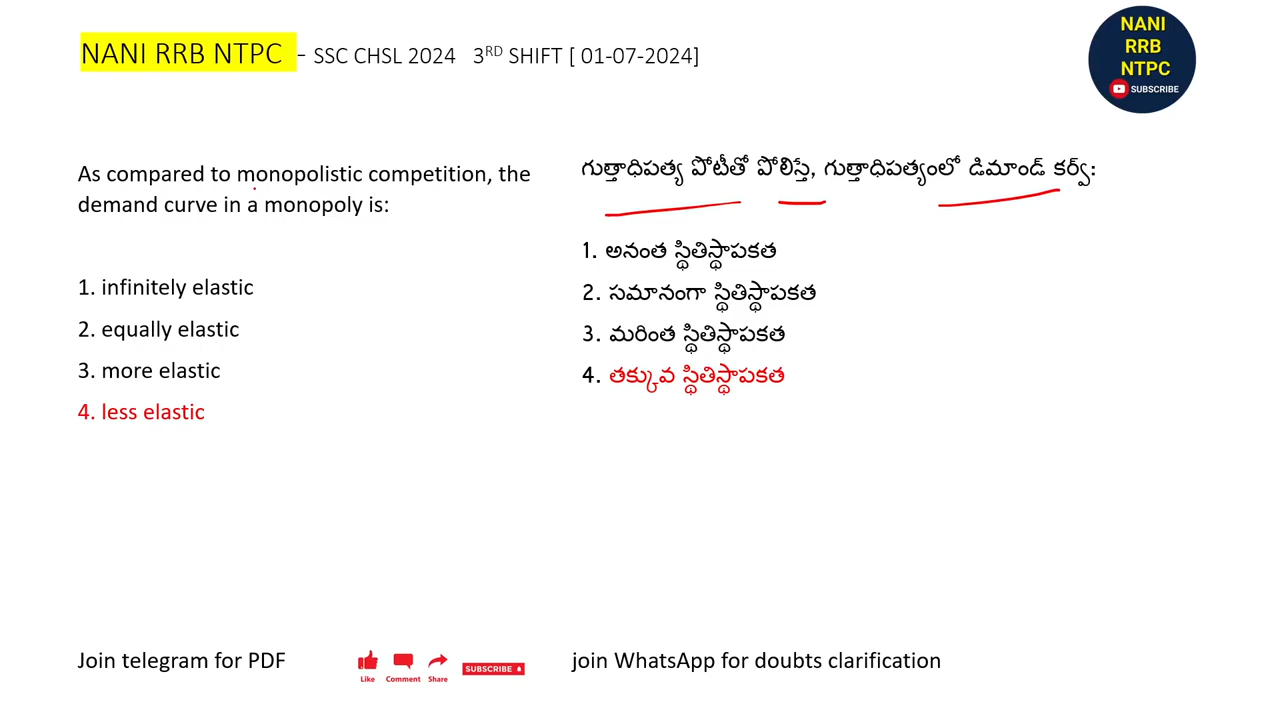 NANI RRB NTPC - SSC CHSL 2024 3RD SHIFT [ 01-07-2024]
NANI
RRB
NTPC
SUBSCRIBE
As compared to monopolistic competition, the
demand curve in a monopoly is:
1. infinitely elastic
2. equally elastic
3. more elastic
4. less elastic
గుత్తాధిపత్య పోటీతో పోలిస్తే, గుత్తాధిపత్యంలో డిమాండ్ కర్వ్:
1. అనంత స్థితిస్థాపకత
2. సమానంగా స్థితిస్థాపకత
3. మరింత స్థితిస్థాపకత
4. తక్కువ స్థితిస్థాపకత
Join telegram for PDF
Like Comment Share SUBSCRIBE
join WhatsApp for doubts clarification